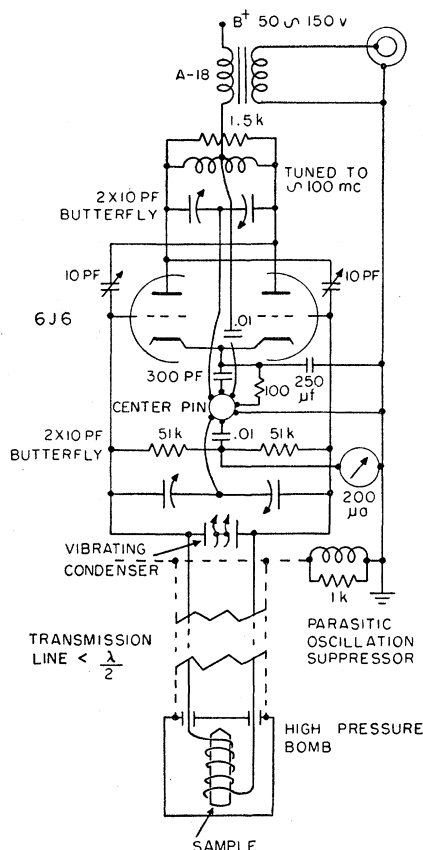 B+ 50 ∽ 150 v
A-18
1.5k
TUNED TO
∽ 100 mc
2X10 PF
BUTTERFLY
10 PF
10 PF
6J6
.01
300 PF
100
250
μf
CENTER PIN
2X10 PF
BUTTERFLY
51k
.01
51k
200
μa
VIBRATING
CONDENSER
1k
PARASITIC
OSCILLATION
SUPPRESSOR
TRANSMISSION
LINE < λ/2
HIGH PRESSURE
BOMB
SAMPLE